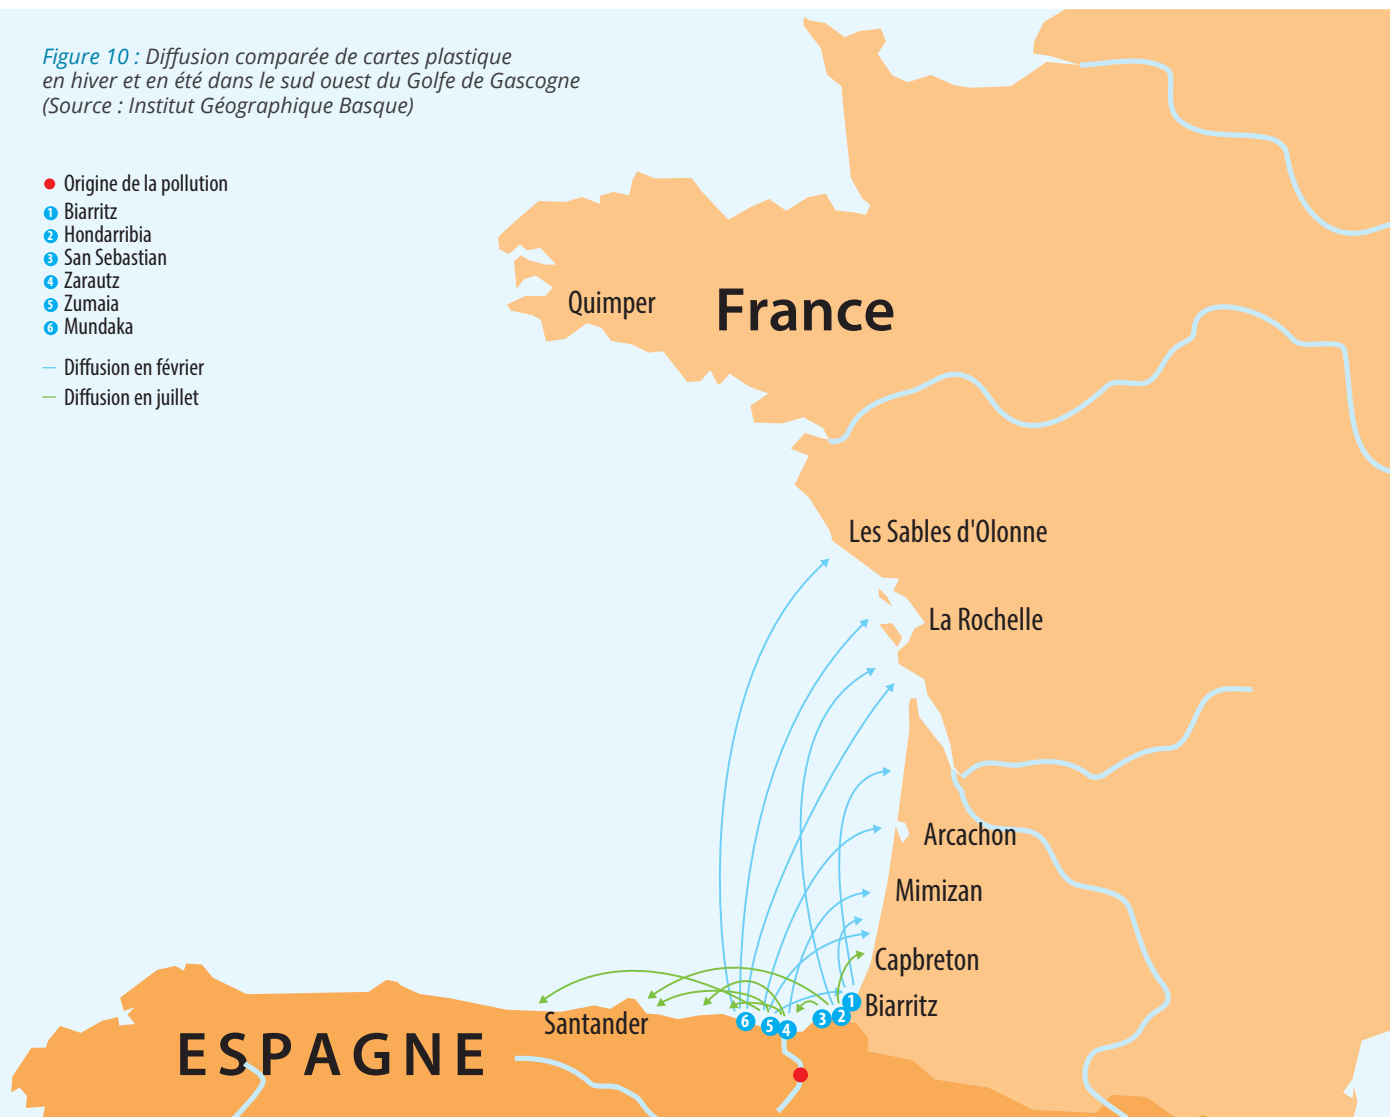 Figure 10 : Diffusion comparée de cartes plastique
en hiver et en été dans le sud ouest du Golfe de Gascogne
(Source : Institut Géographique Basque)
Origine de la pollution
1 Biarritz
2 Hondarribia
3 San Sebastian
4 Zarautz
5 Zumaia
6 Mundaka
Diffusion en février
Diffusion en juillet
Quimper
France
Les Sables d'Olonne
La Rochelle
Arcachon
Mimizan
Capbreton
Biarritz
Santander
6 5 4 3 2 1
ESPAGNE